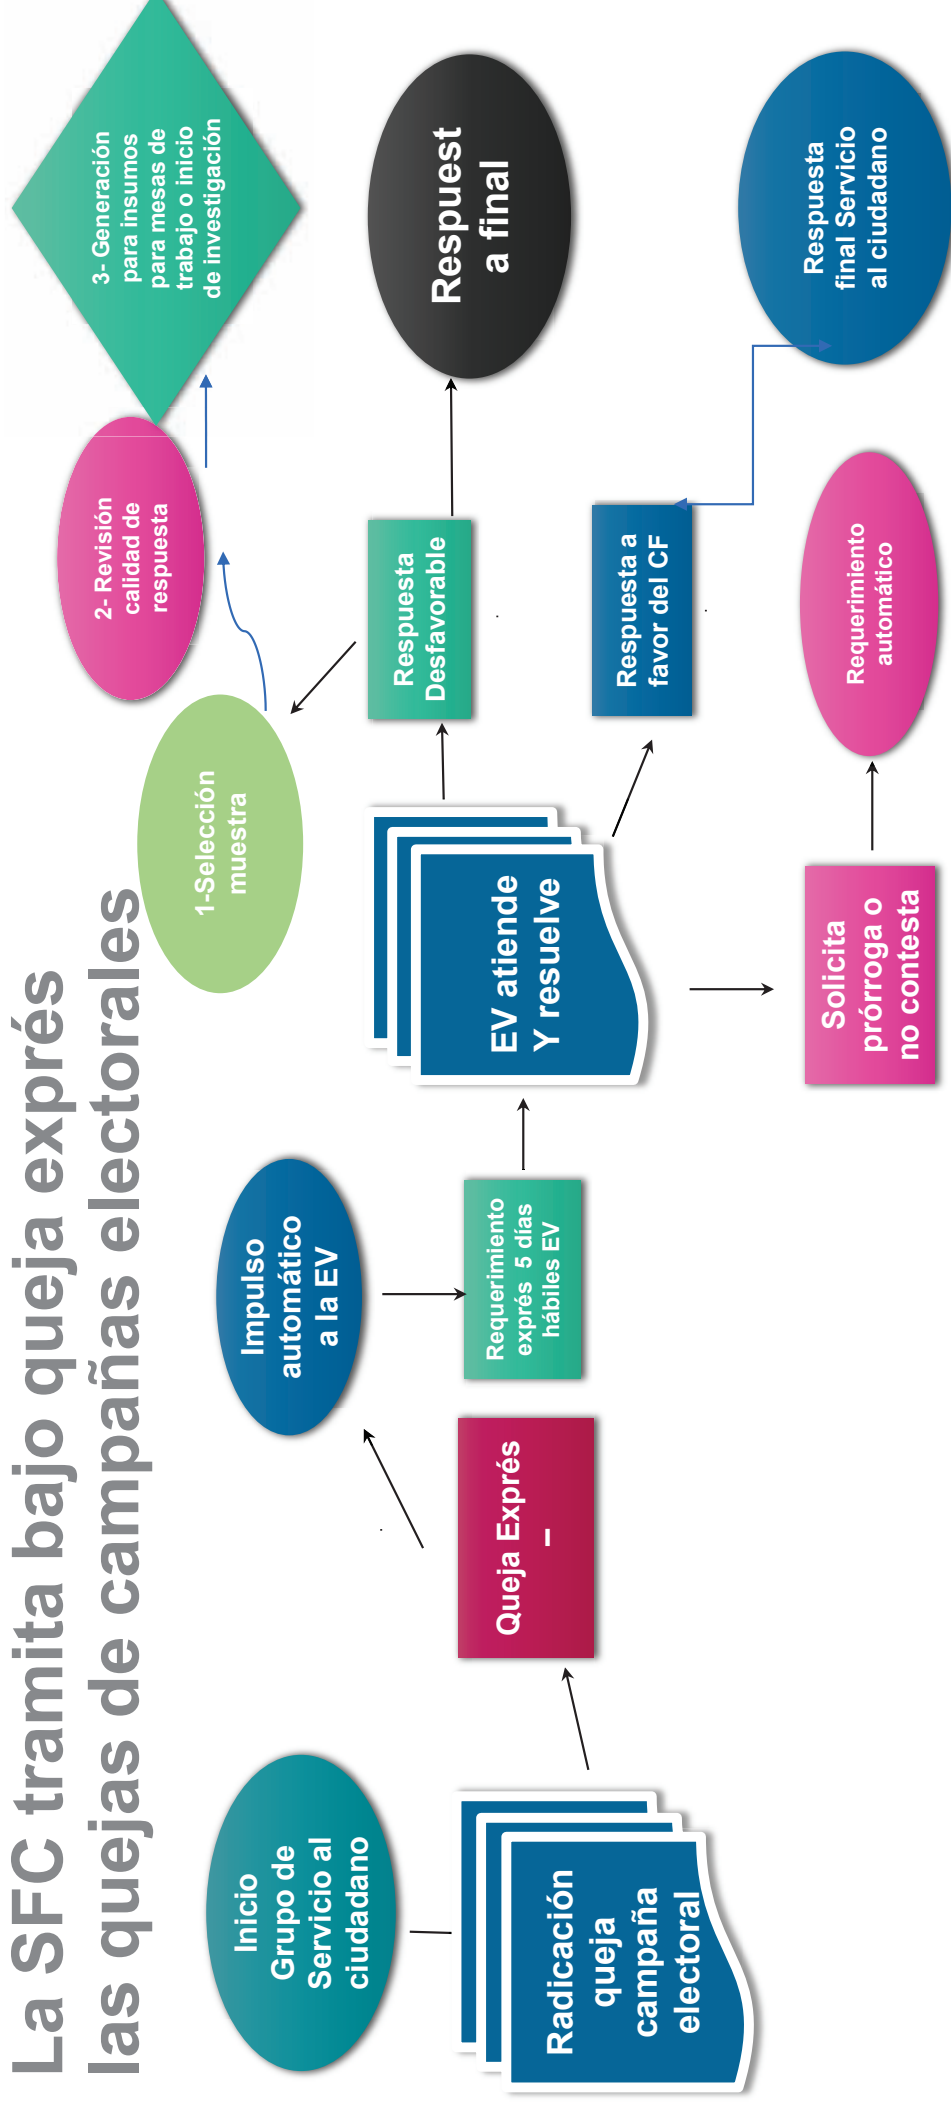 La SFC tramita bajo queja exprés
las quejas de campañas electorales
Inicio
Grupo de
Servicio al
ciudadano
Radicación
queja
campaña
electoral
Queja Exprés
–
Impulso
automático
a la EV
Requerimiento
exprés 5 días
hábiles EV
EV atiende
Y resuelve
Solicita
prórroga o
no contesta
Requerimiento
automático
Respuesta a
favor del CF
Respuesta
final Servicio
al ciudadano
Respuesta
Desfavorable
Respuest
a final
1-Selección
muestra
2- Revisión
calidad de
respuesta
3- Generación
para insumos
para mesas de
trabajo o inicio
de investigación